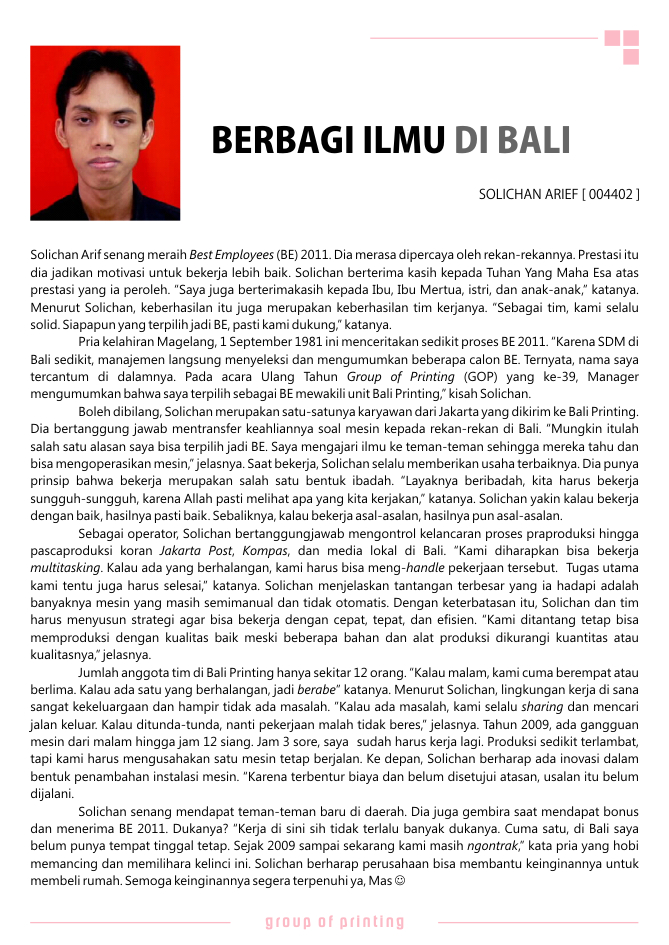 BERBAGI ILMU DI BALI
SOLICHAN ARIEF [ 004402 ]
Solichan Arif senang meraih Best Employees (BE) 2011. Dia merasa dipercaya oleh rekan-rekannya. Prestasi itu
dia jadikan motivasi untuk bekerja lebih baik. Solichan berterima kasih kepada Tuhan Yang Maha Esa atas
prestasi yang ia peroleh. “Saya juga berterimakasih kepada Ibu, Ibu Mertua, istri, dan anak-anak,” katanya.
Menurut Solichan, keberhasilan itu juga merupakan keberhasilan tim kerjanya. “Sebagai tim, kami selalu
solid. Siapapun yang terpilih jadi BE, pasti kami dukung,” katanya.
Pria kelahiran Magelang, 1 September 1981 ini menceritakan sedikit proses BE 2011. “Karena SDM di
Bali sedikit, manajemen langsung menyeleksi dan mengumumkan beberapa calon BE. Ternyata, nama saya
tercantum di dalamnya. Pada acara Ulang Tahun Group of Printing (GOP) yang ke-39, Manager
mengumumkan bahwa saya terpilih sebagai BE mewakili unit Bali Printing,” kisah Solichan.
Boleh dibilang, Solichan merupakan satu-satunya karyawan dari Jakarta yang dikirim ke Bali Printing.
Dia bertanggung jawab mentransfer keahliannya soal mesin kepada rekan-rekan di Bali. “Mungkin itulah
salah satu alasan saya bisa terpilih jadi BE. Saya mengajari ilmu ke teman-teman sehingga mereka tahu dan
bisa mengoperasikan mesin,” jelasnya. Saat bekerja, Solichan selalu memberikan usaha terbaiknya. Dia punya
prinsip bahwa bekerja merupakan salah satu bentuk ibadah. “Layaknya beribadah, kita harus bekerja
sungguh-sungguh, karena Allah pasti melihat apa yang kita kerjakan,” katanya. Solichan yakin kalau bekerja
dengan baik, hasilnya pasti baik. Sebaliknya, kalau bekerja asal-asalan, hasilnya pun asal-asalan.
Sebagai operator, Solichan bertanggungjawab mengontrol kelancaran proses praproduksi hingga
pascaproduksi koran Jakarta Post, Kompas, dan media lokal di Bali. “Kami diharapkan bisa bekerja
multitasking. Kalau ada yang berhalangan, kami harus bisa meng-handle pekerjaan tersebut. Tugas utama
kami tentu juga harus selesai,” katanya. Solichan menjelaskan tantangan terbesar yang ia hadapi adalah
banyaknya mesin yang masih semimanual dan tidak otomatis. Dengan keterbatasan itu, Solichan dan tim
harus menyusun strategi agar bisa bekerja dengan cepat, tepat, dan efisien. “Kami ditantang tetap bisa
memproduksi dengan kualitas baik meski beberapa bahan dan alat produksi dikurangi kuantitas atau
kualitasnya,” jelasnya.
Jumlah anggota tim di Bali Printing hanya sekitar 12 orang. “Kalau malam, kami cuma berempat atau
berlima. Kalau ada satu yang berhalangan, jadi berabe” katanya. Menurut Solichan, lingkungan kerja di sana
sangat kekeluargaan dan hampir tidak ada masalah. “Kalau ada masalah, kami selalu sharing dan mencari
jalan keluar. Kalau ditunda-tunda, nanti pekerjaan malah tidak beres,” jelasnya. Tahun 2009, ada gangguan
mesin dari malam hingga jam 12 siang. Jam 3 sore, saya sudah harus kerja lagi. Produksi sedikit terlambat,
tapi kami harus mengusahakan satu mesin tetap berjalan. Ke depan, Solichan berharap ada inovasi dalam
bentuk penambahan instalasi mesin. “Karena terbentur biaya dan belum disetujui atasan, usalan itu belum
dijalani.
Solichan senang mendapat teman-teman baru di daerah. Dia juga gembira saat mendapat bonus
dan menerima BE 2011. Dukanya? “Kerja di sini sih tidak terlalu banyak dukanya. Cuma satu, di Bali saya
belum punya tempat tinggal tetap. Sejak 2009 sampai sekarang kami masih ngontrak,” kata pria yang hobi
memancing dan memelihara kelinci ini. Solichan berharap perusahaan bisa membantu keinginannya untuk
membeli rumah. Semoga keinginannya segera terpenuhi ya, Mas ☺
group of printing